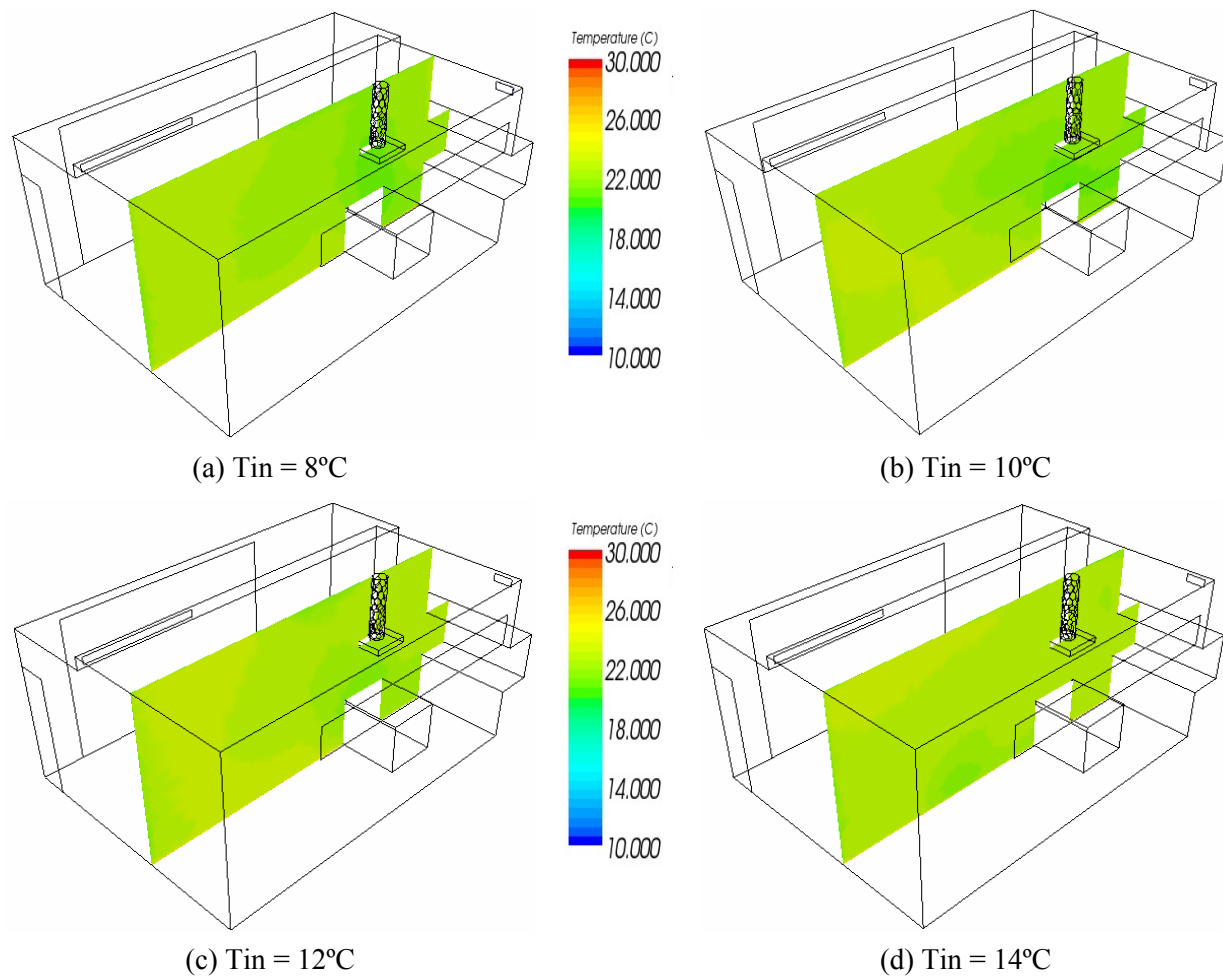 Temperature (C)
30.000
26.000
22.000
18.000
14.000
10.000
(a) Tin = 8ºC
(b) Tin = 10ºC
Temperature (C)
30.000
26.000
22.000
18.000
14.000
10.000
(c) Tin = 12ºC
(d) Tin = 14ºC